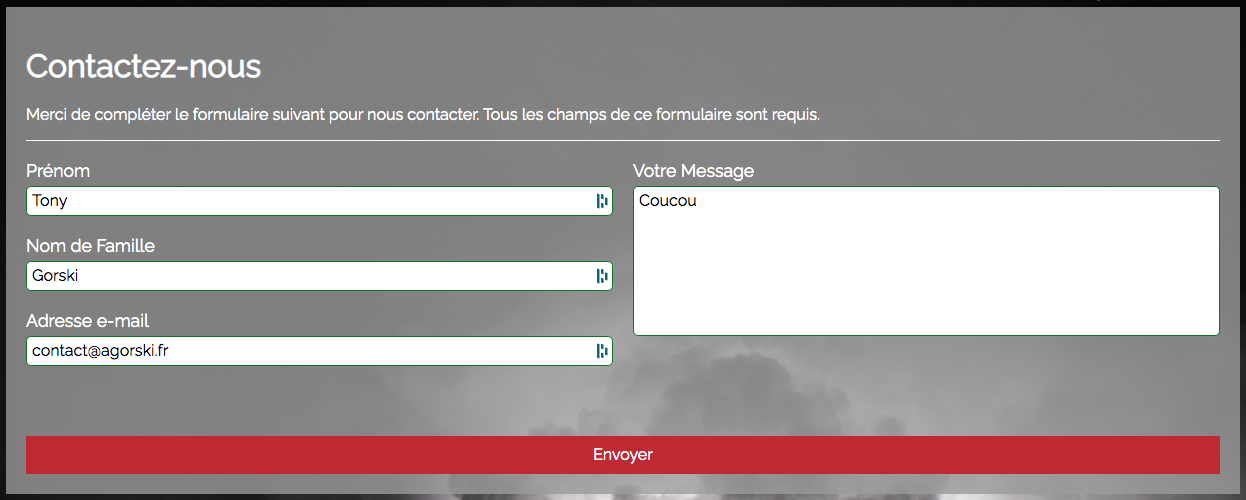 Contactez-nous
Merci de compléter le formulaire suivant pour nous contacter. Tous les champs de ce formulaire sont requis.
Prénom
Tony
Nom de Famille
Gorski
Adresse e-mail
contact@agorski.fr
Votre Message
Coucou
Envoyer